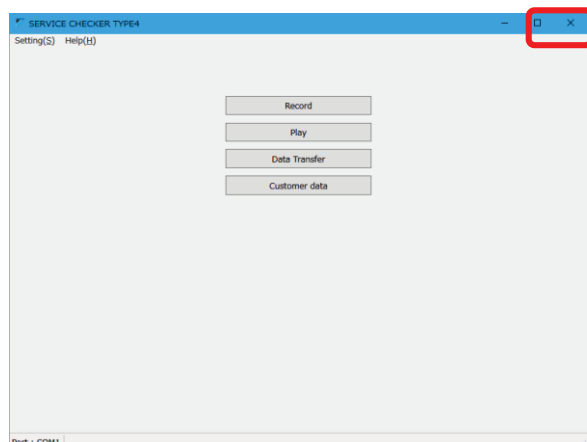 SERVICE CHECKER TYPE4
Setting(S) Help(H)
Record
Play
Data Transfer
Customer data
Port : COM1